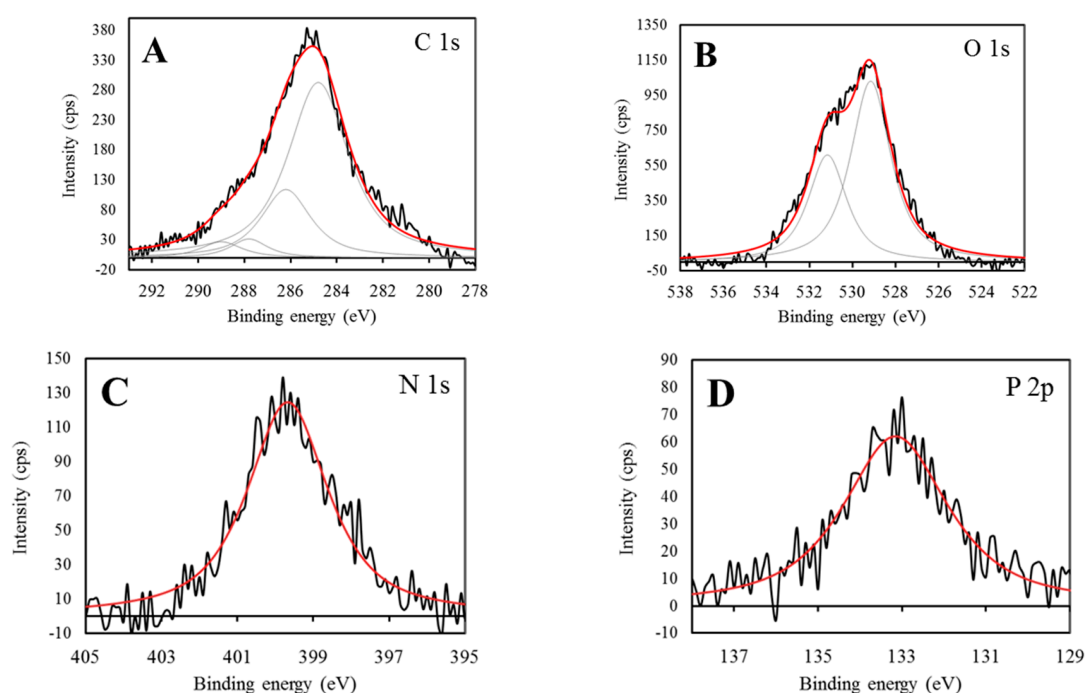 A
C 1s
Intensity (cps)
380
330
280
230
180
130
80
30
-20
292 290 288 286 284 282 280 278
Binding energy (eV)
B
O 1s
Intensity (cps)
1350
1150
950
750
550
350
150
-50
538 536 534 532 530 528 526 524 522
Binding energy (eV)
C
N 1s
Intensity (cps)
150
130
110
90
70
50
30
10
-10
405 403 401 399 397 395
Binding energy (eV)
D
P 2p
Intensity (cps)
90
80
70
60
50
40
30
20
10
0
-10
137 135 133 131 129
Binding energy (eV)